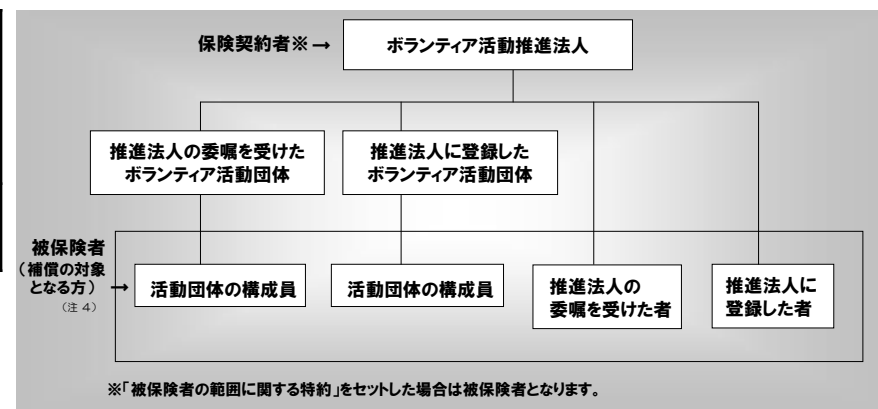 保険契約者※→ ボランティア活動推進法人
推進法人の委嘱を受けた
ボランティア活動団体
推進法人に登録した
ボランティア活動団体
被保険者
(補償の対象
となる方)→
(注 4)
活動団体の構成員
活動団体の構成員
推進法人の
委嘱を受けた者
推進法人に
登録した者
※「被保険者の範囲に関する特約」をセットした場合は被保険者となります。